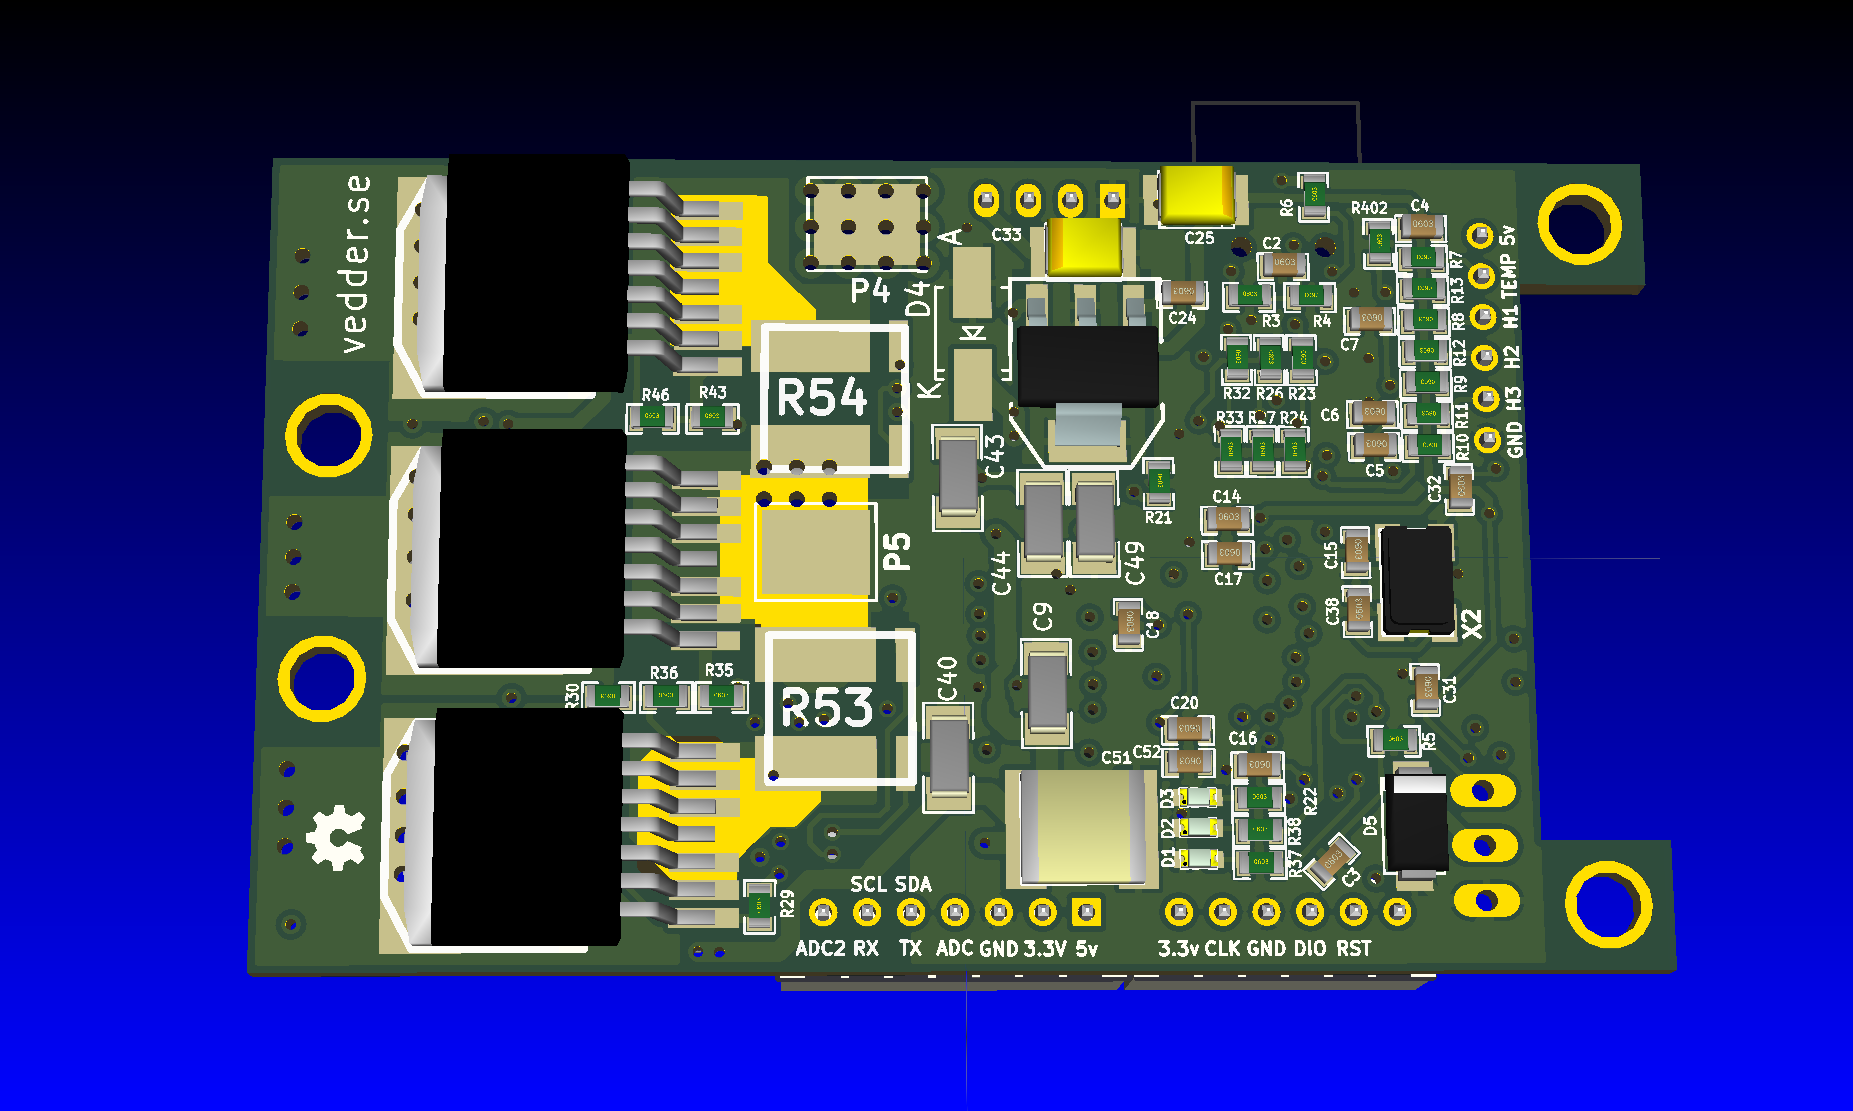 vedder.se
P4
A
D4
K
C33
C25
R6
R402
C4
5v
C2
R7
TEMP
R13
C24
R3
R4
H1
R8
C7
H2
R12
R54
R46
R43
K
R32
R26
R23
R9
H3
C6
R11
R33
R27
R24
GND
R10
C5
C43
C32
R21
C14
C44
C49
C17
C15
P5
C9
C18
C38
X2
R30
R36
R35
C40
R53
C31
C20
C16
C52
C51
R5
D3
D2
D1
R22
R38
R37
D5
C3
R29
SCL SDA
ADC2 RX TX ADC GND 3.3V 5v
3.3v CLK GND DIO RST